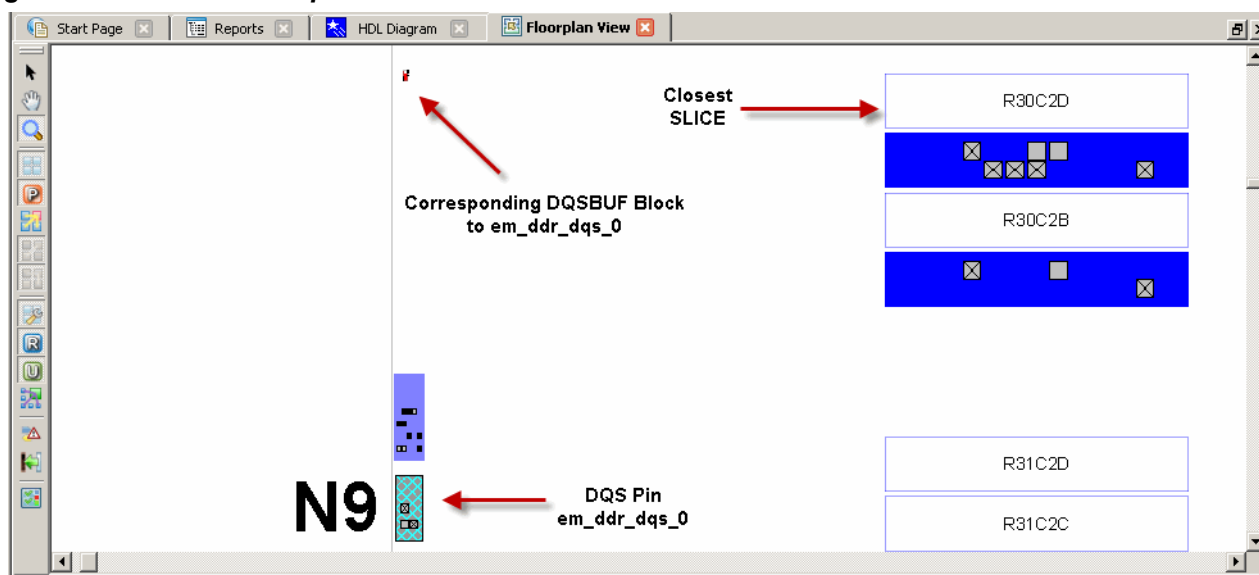 Start Page
Reports
HDL Diagram
Floorplan View
Closest
SLICE
R30C2D
Corresponding DQSBUF Block
to em_ddr_dqs_0
R30C2B
N9
DQS Pin
em_ddr_dqs_0
R31C2D
R31C2C